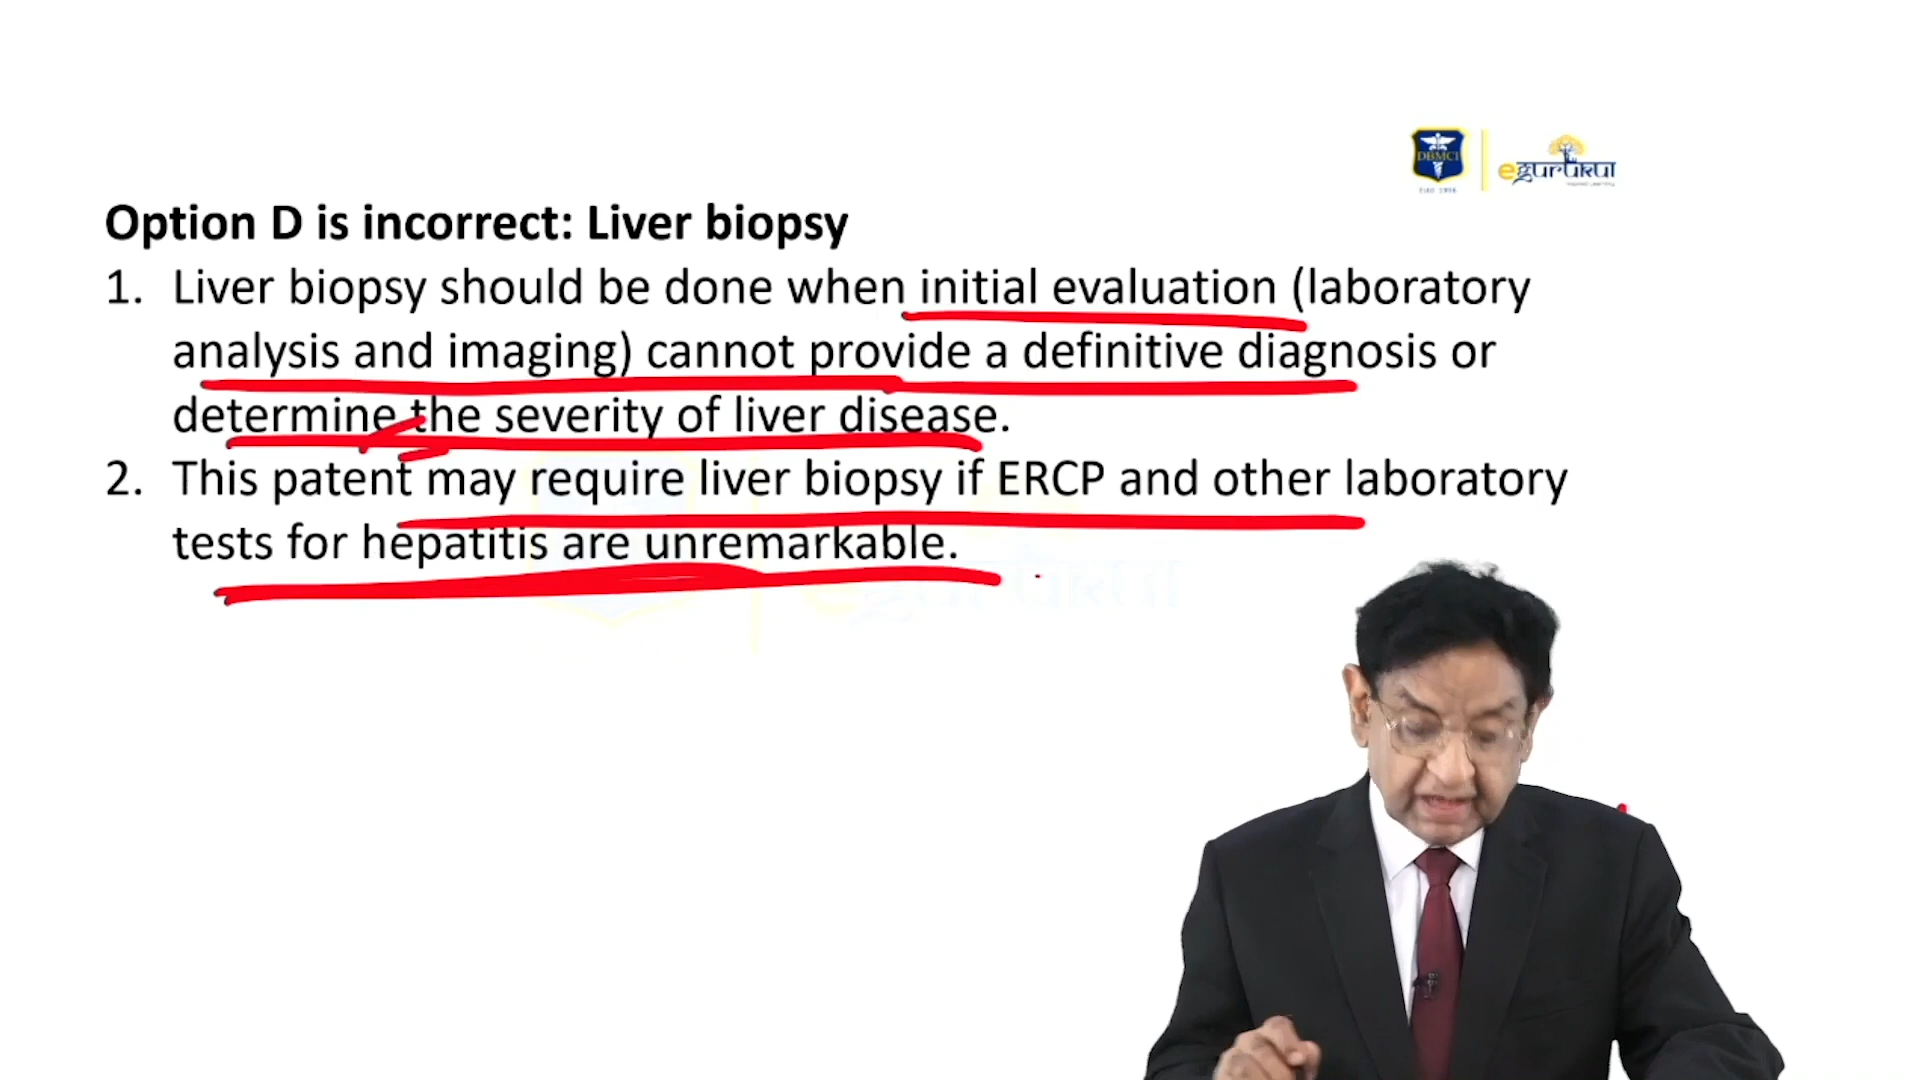 DBMCI
eGurukul
Option D is incorrect: Liver biopsy
1. Liver biopsy should be done when initial evaluation (laboratory
analysis and imaging) cannot provide a definitive diagnosis or
determine the severity of liver disease.
2. This patent may require liver biopsy if ERCP and other laboratory
tests for hepatitis are unremarkable.